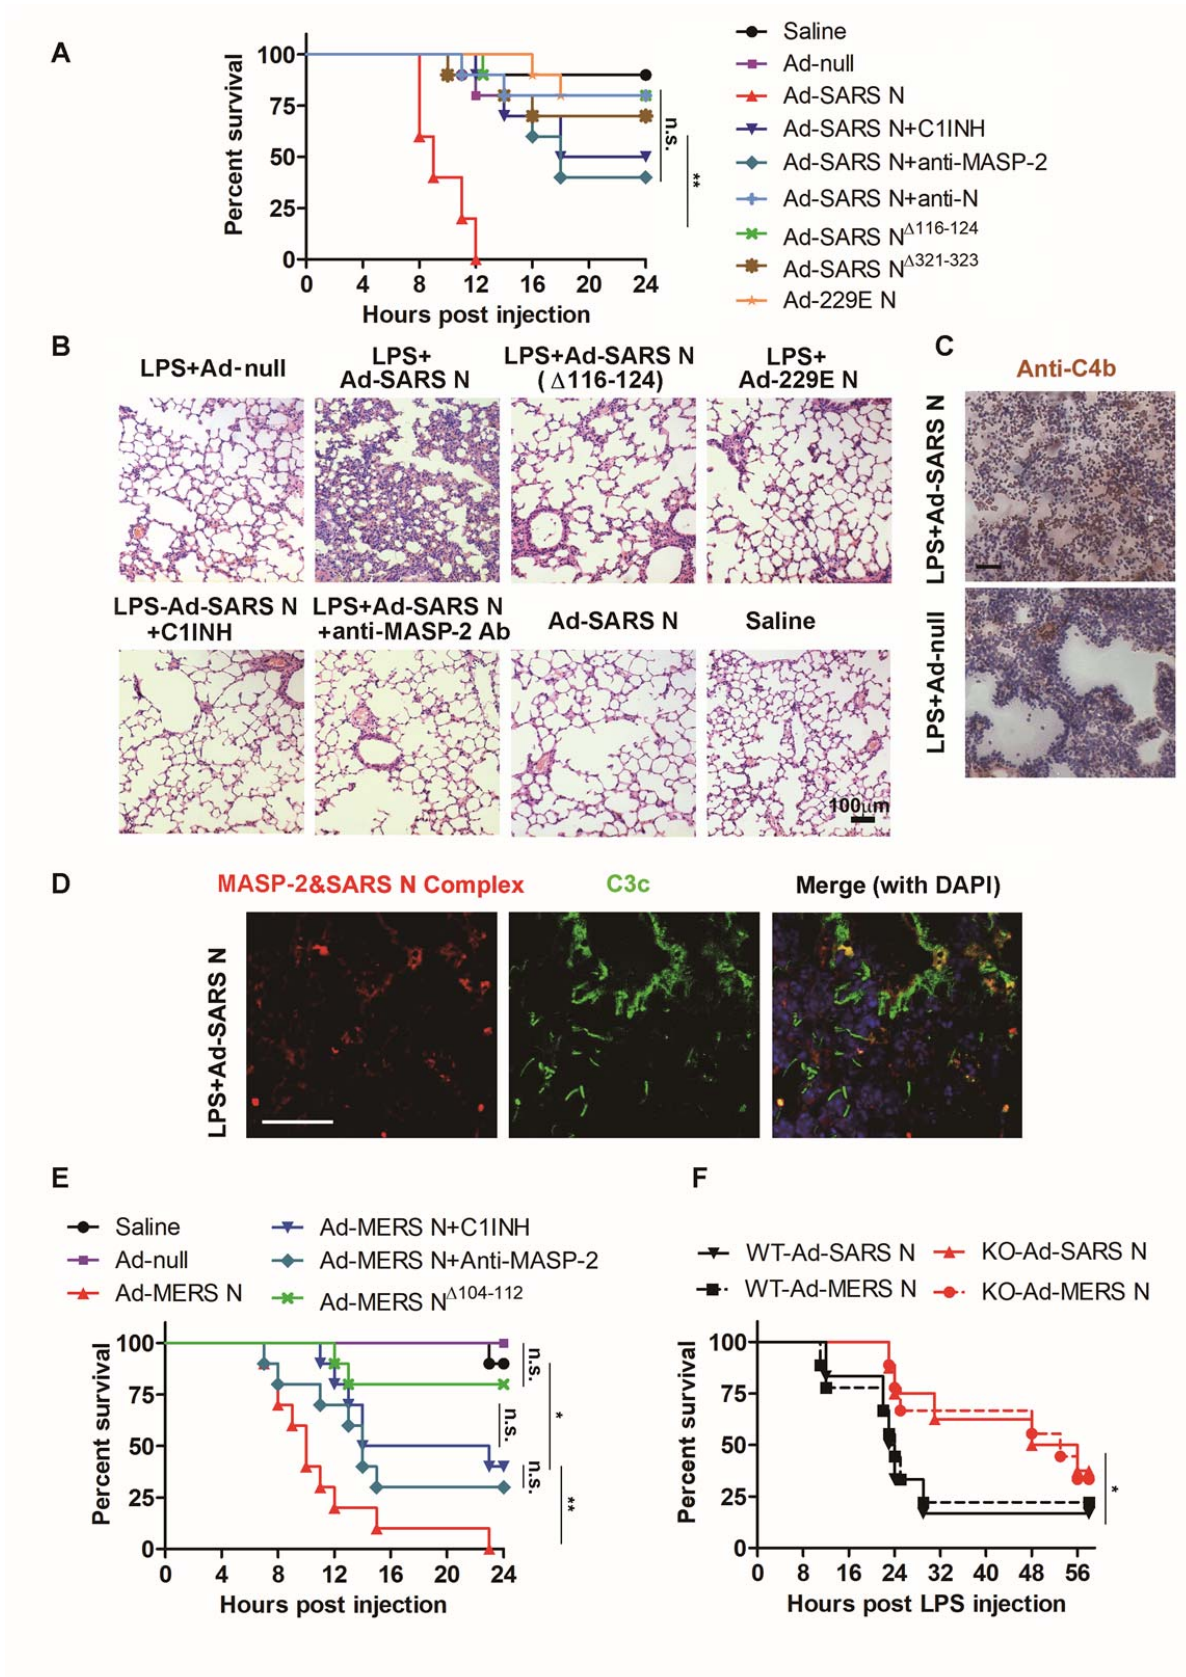 A
Percent survival
100
75
50
25
0
0 4 8 12 16 20 24
Hours post injection
n.s.
**
Saline
Ad-null
Ad-SARS N
Ad-SARS N+C1INH
Ad-SARS N+anti-MASP-2
Ad-SARS N+anti-N
Ad-SARS NΔ116-124
Ad-SARS NΔ321-323
Ad-229E N
B
LPS+Ad-null
LPS+
Ad-SARS N
LPS+Ad-SARS N
(Δ116-124)
LPS+
Ad-229E N
LPS-Ad-SARS N
+C1INH
LPS+Ad-SARS N
+anti-MASP-2 Ab
Ad-SARS N
Saline
100μm
C
Anti-C4b
LPS+Ad-SARS N
LPS+Ad-null
D
MASP-2&SARS N Complex
C3c
Merge (with DAPI)
LPS+Ad-SARS N
E
Saline
Ad-null
Ad-MERS N
Ad-MERS N+C1INH
Ad-MERS N+Anti-MASP-2
Ad-MERS NΔ104-112
Percent survival
100
75
50
25
0
0 4 8 12 16 20 24
Hours post injection
n.s.
n.s.
n.s.
*
**
F
WT-Ad-SARS N
WT-Ad-MERS N
KO-Ad-SARS N
KO-Ad-MERS N
Percent survival
100
75
50
25
0
0 8 16 24 32 40 48 56
Hours post LPS injection
*